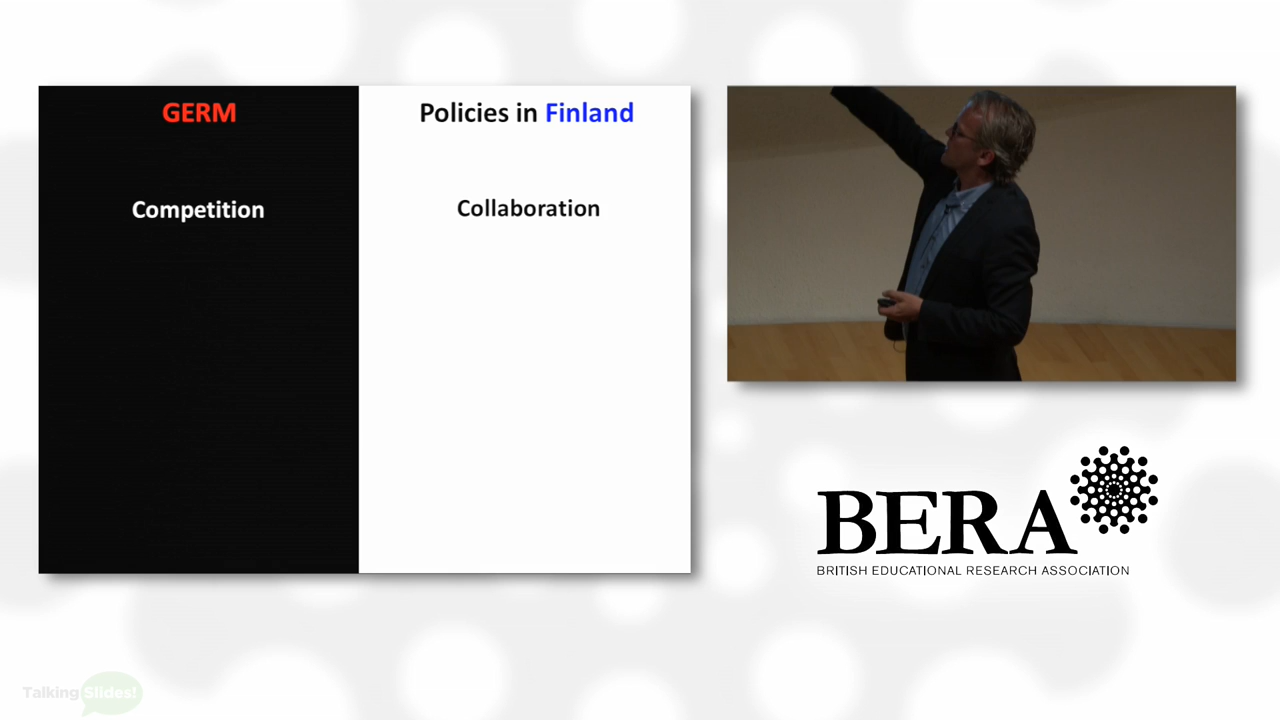 GERM
Policies in Finland
Competition
Collaboration
BERA
BRITISH EDUCATIONAL RESEARCH ASSOCIATION
Talking Slides!